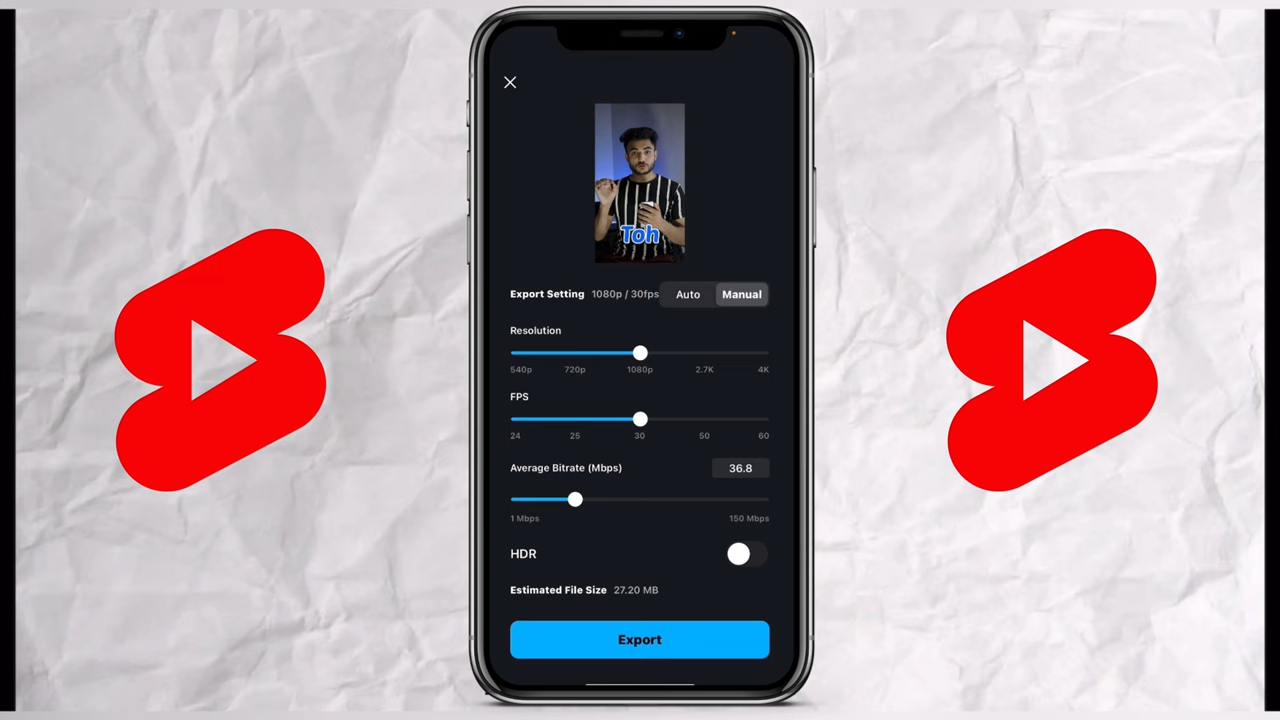 Toh
Export Setting 1080p / 30fps Auto Manual
Resolution
540p 720p 1080p 2.7K 4K
FPS
24 25 30 50 60
Average Bitrate (Mbps) 36.8
1 Mbps 150 Mbps
HDR
Estimated File Size 27.20 MB
Export